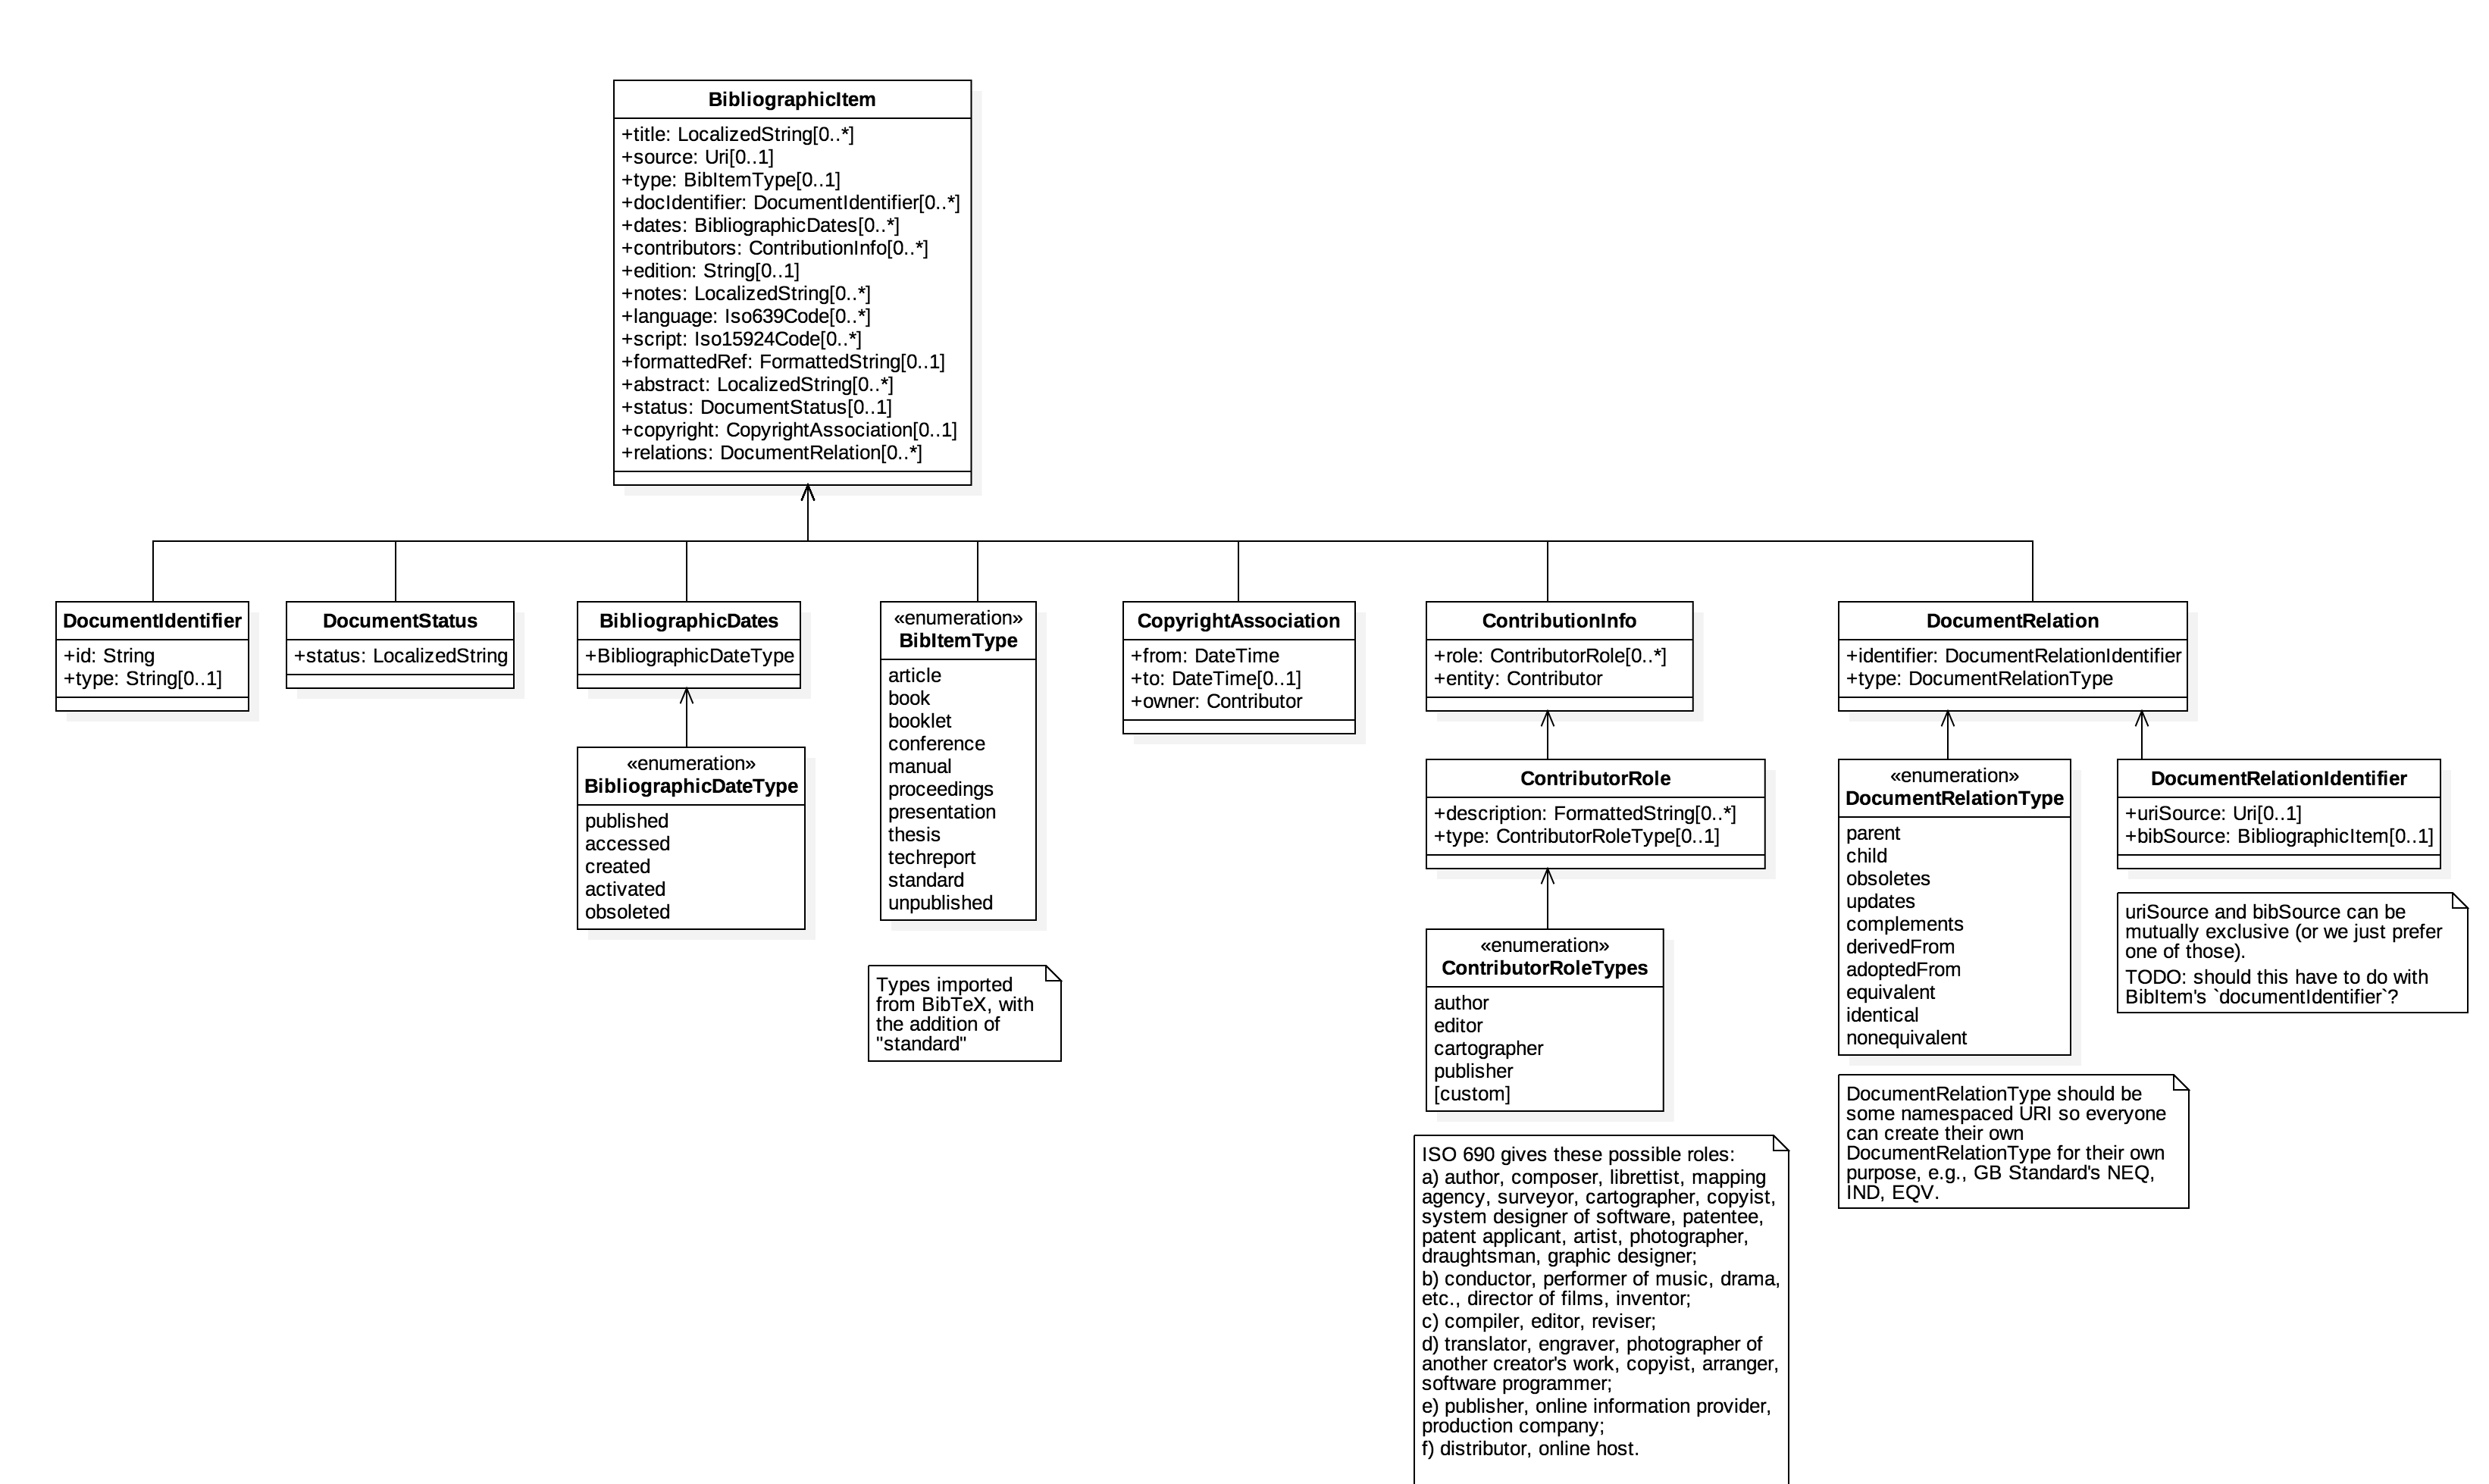 BibliographicItem
+title: LocalizedString[0..*]
+source: Uri[0..1]
+type: BibItemType[0..1]
+docIdentifier: DocumentIdentifier[0..*]
+dates: BibliographicDates[0..*]
+contributors: ContributionInfo[0..*]
+edition: String[0..1]
+notes: LocalizedString[0..*]
+language: Iso639Code[0..*]
+script: Iso15924Code[0..*]
+formattedRef: FormattedString[0..1]
+abstract: LocalizedString[0..*]
+status: DocumentStatus[0..1]
+copyright: CopyrightAssociation[0..1]
+relations: DocumentRelation[0..*]
DocumentIdentifier
+id: String
+type: String[0..1]
DocumentStatus
+status: LocalizedString
BibliographicDates
+BibliographicDateType
«enumeration»
BibliographicDateType
published
accessed
created
activated
obsoleted
«enumeration»
BibItemType
article
book
booklet
conference
manual
proceedings
presentation
thesis
techreport
standard
unpublished
Types imported
from BibTeX, with
the addition of
"standard"
CopyrightAssociation
+from: DateTime
+to: DateTime[0..1]
+owner: Contributor
ContributionInfo
+role: ContributorRole[0..*]
+entity: Contributor
ContributorRole
+description: FormattedString[0..*]
+type: ContributorRoleType[0..1]
«enumeration»
ContributorRoleTypes
author
editor
cartographer
publisher
[custom]
ISO 690 gives these possible roles:
a) author, composer, librettist, mapping
agency, surveyor, cartographer, copyist,
system designer of software, patentee,
patent applicant, artist, photographer,
draughtsman, graphic designer;
b) conductor, performer of music, drama,
etc., director of films, inventor;
c) compiler, editor, reviser;
d) translator, engraver, photographer of
another creator's work, copyist, arranger,
software programmer;
e) publisher, online information provider,
production company;
f) distributor, online host.
DocumentRelation
+identifier: DocumentRelationIdentifier
+type: DocumentRelationType
«enumeration»
DocumentRelationType
parent
child
obsoletes
updates
complements
derivedFrom
adoptedFrom
equivalent
identical
nonequivalent
DocumentRelationType should be
some namespaced URI so everyone
can create their own
DocumentRelationType for their own
purpose, e.g., GB Standard's NEQ,
IND, EQV.
DocumentRelationIdentifier
+uriSource: Uri[0..1]
+bibSource: BibliographicItem[0..1]
uriSource and bibSource can be
mutually exclusive (or we just prefer
one of those).
TODO: should this have to do with
BibItem's `documentIdentifier`?